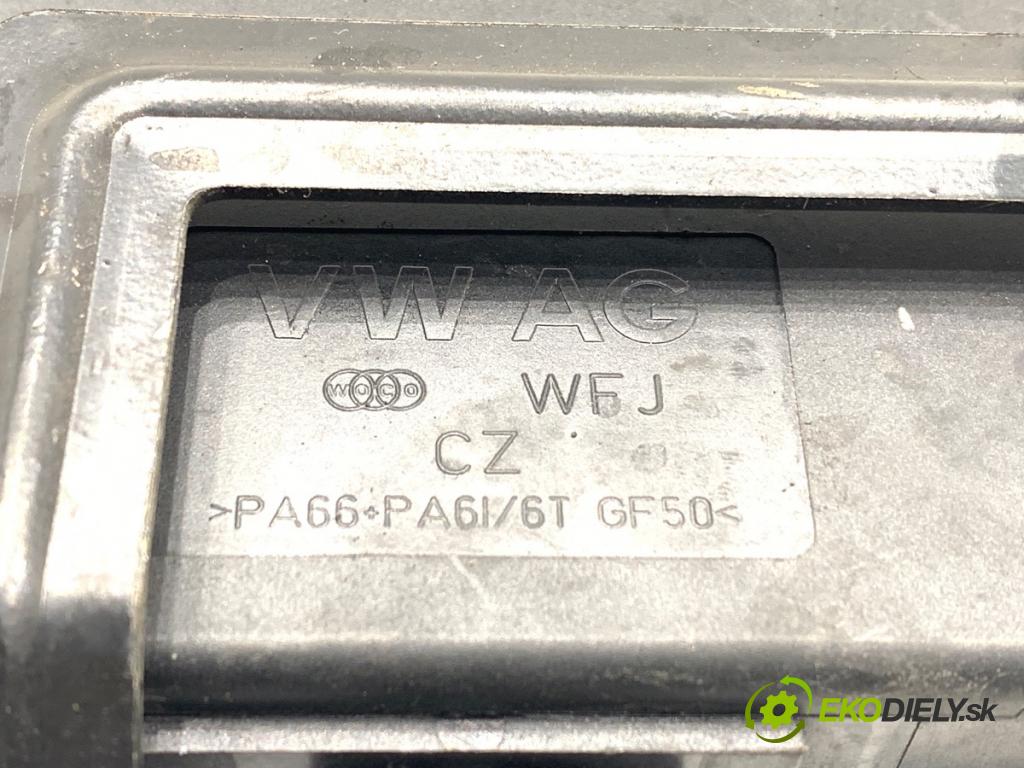 VW AG
WOCO WFJ
CZ
>PA66+PA6I/6T GF50<
EKODIELY.sk